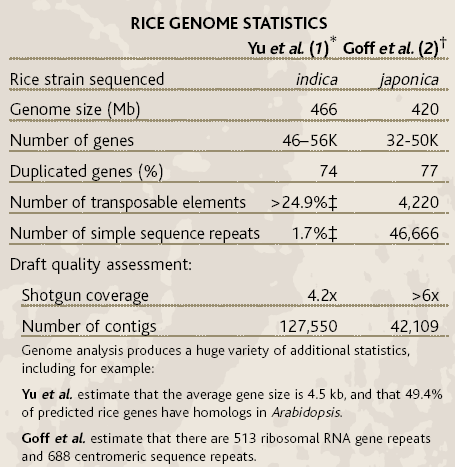 RICE GENOME STATISTICS
Yu et al. (1)* Goff et al. (2)†
Rice strain sequenced indica japonica
Genome size (Mb) 466 420
Number of genes 46–56K 32-50K
Duplicated genes (%) 74 77
Number of transposable elements >24.9%‡ 4,220
Number of simple sequence repeats 1.7%‡ 46,666
Draft quality assessment:
Shotgun coverage 4.2x >6x
Number of contigs 127,550 42,109
Genome analysis produces a huge variety of additional statistics,
including for example:
Yu et al. estimate that the average gene size is 4.5 kb, and that 49.4%
of predicted rice genes have homologs in Arabidopsis.
Goff et al. estimate that there are 513 ribosomal RNA gene repeats
and 688 centromeric sequence repeats.